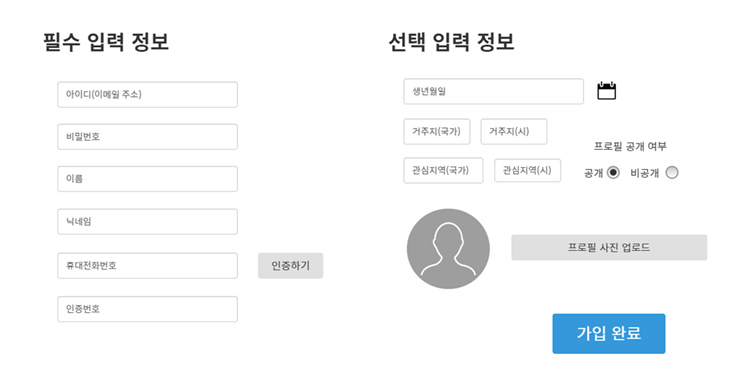 필수 입력 정보
아이디(이메일 주소)
비밀번호
이름
닉네임
휴대전화번호
인증하기
인증번호
선택 입력 정보
생년월일
거주지(국가)
거주지(시)
프로필 공개 여부
관심지역(국가)
관심지역(시)
공개
비공개
프로필 사진 업로드
가입 완료